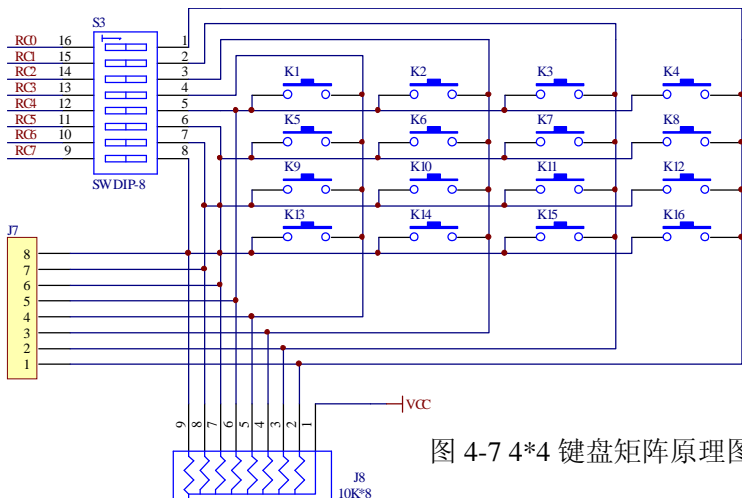 S3
RC0 16 1
RC1 15 2
RC2 14 3
RC3 13 4
RC4 12 5
RC5 11 6
RC6 10 7
RC7 9 8
SW DIP-8
K1 K2 K3 K4
K5 K6 K7 K8
K9 K10 K11 K12
K13 K14 K15 K16
J7
8
7
6
5
4
3
2
1
VCC
9 8 7 6 5 4 3 2 1
J8
10K*8
图 4-7 4*4 键盘矩阵原理图